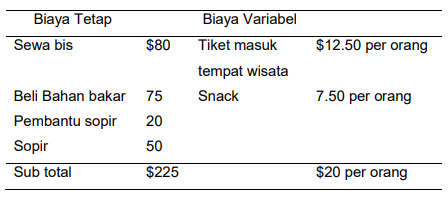 Biaya Tetap Biaya Variabel
Sewa bis $80 Tiket masuk $12.50 per orang
tempat wisata
Beli Bahan bakar 75 Snack 7.50 per orang
Pembantu sopir 20
Sopir 50
Sub total $225 $20 per orang